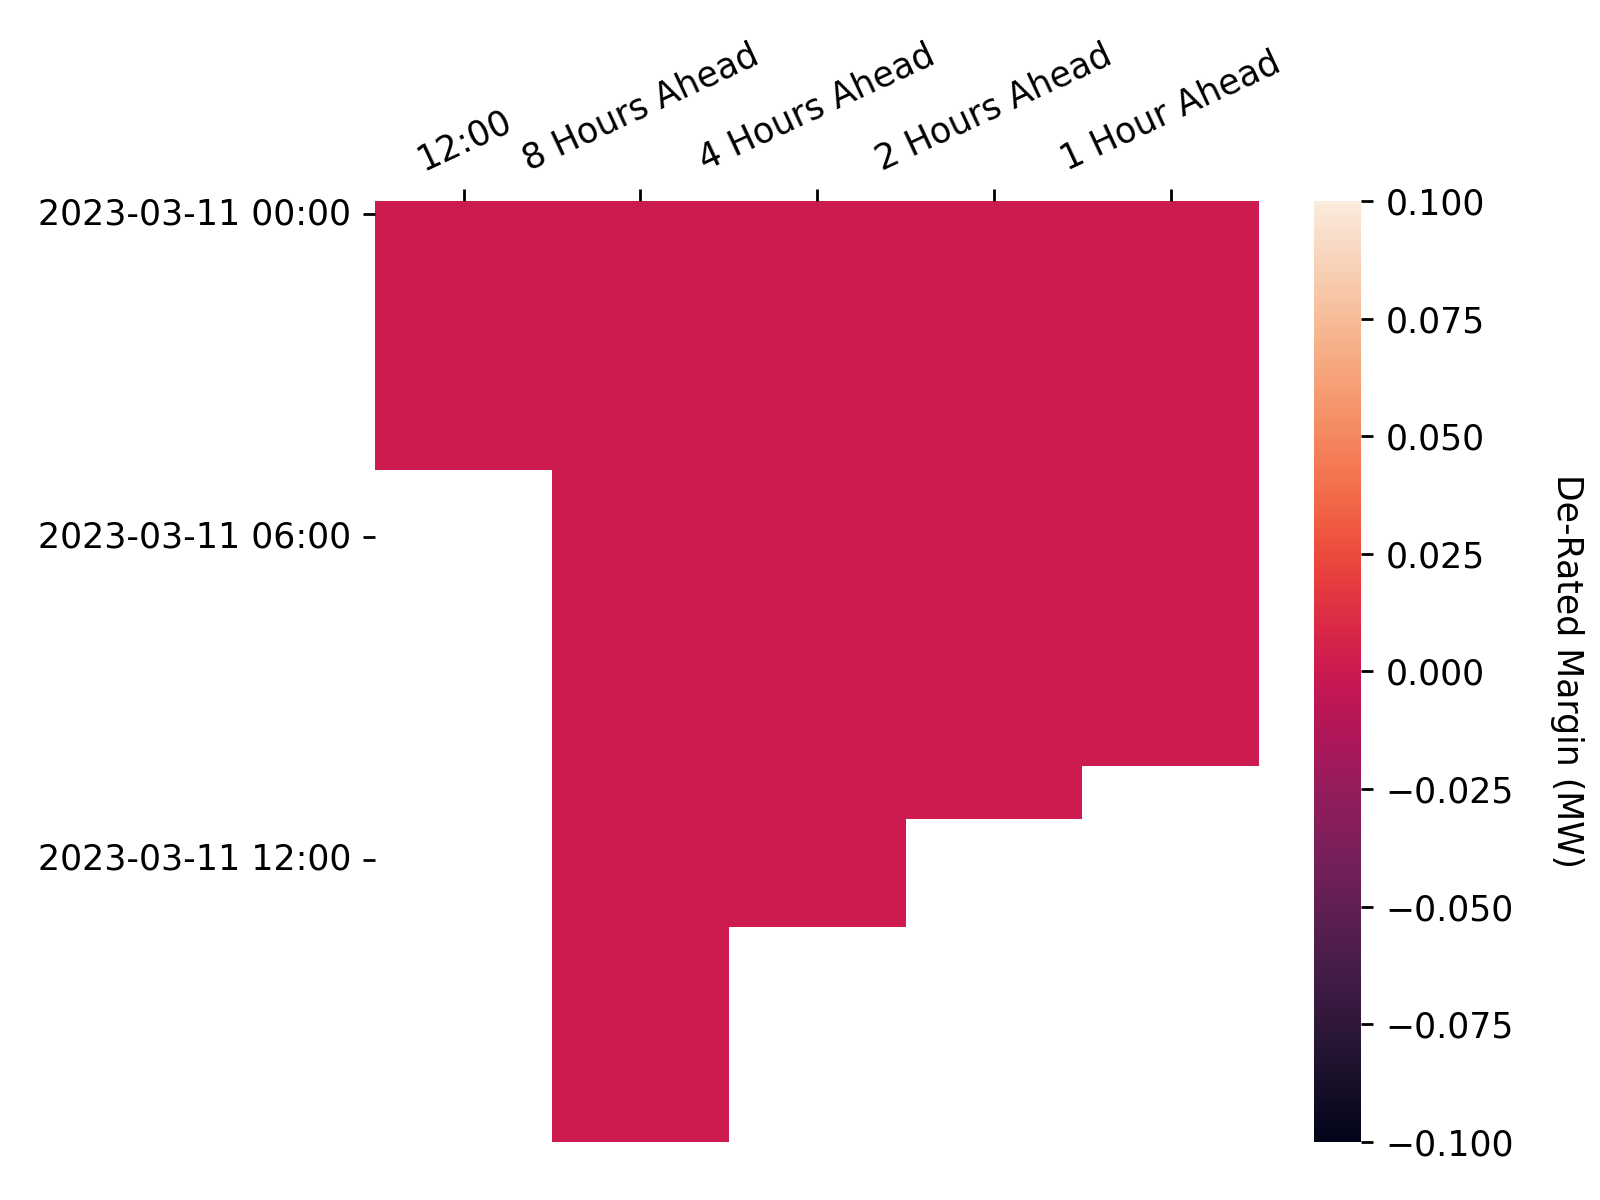 12:00
8 Hours Ahead
4 Hours Ahead
2 Hours Ahead
1 Hour Ahead
2023-03-11 00:00
2023-03-11 06:00
2023-03-11 12:00
0.100
0.075
0.050
0.025
0.000
−0.025
−0.050
−0.075
−0.100
De-Rated Margin (MW)